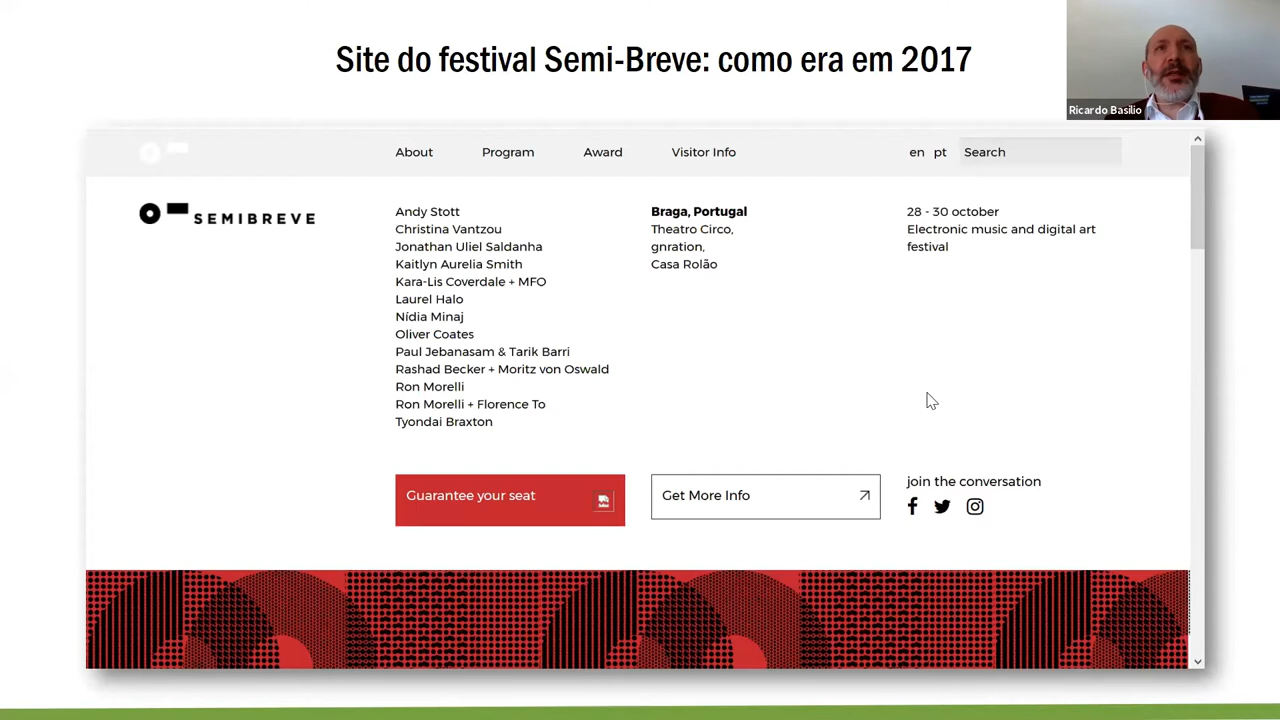 Site do festival Semi-Breve: como era em 2017
Ricardo Basílio
About
Program
Award
Visitor Info
en pt
Search
SEMIBREVE
Andy Stott
Christina Vantzou
Jonathan Uliel Saldanha
Kaitlyn Aurelia Smith
Kara-Lis Coverdale + MFO
Laurel Halo
Nídia Minaj
Oliver Coates
Paul Jebanasam & Tarik Barri
Rashad Becker + Moritz von Oswald
Ron Morelli
Ron Morelli + Florence To
Tyondai Braxton
Braga, Portugal
Theatro Circo,
gnration,
Casa Rolão
28 - 30 october
Electronic music and digital art
festival
Guarantee your seat
Get More Info
join the conversation